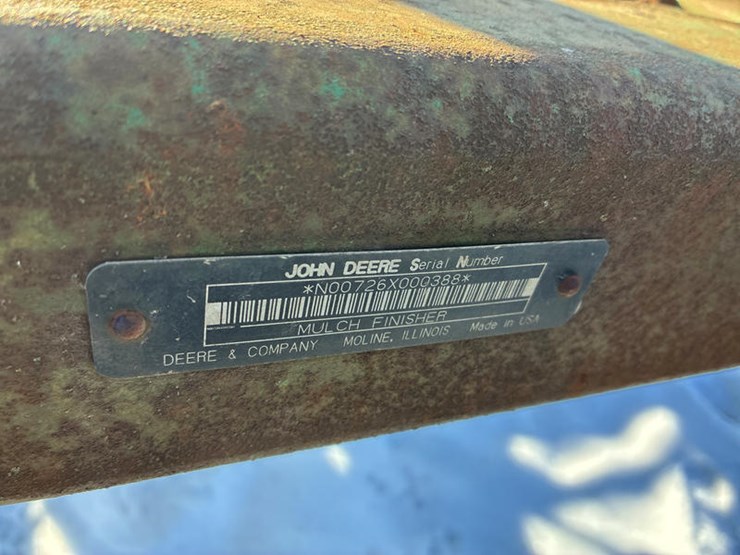 JOHN DEERE Serial Number
*N00726X000388*
MULCH FINISHER
DEERE & COMPANY MOLINE, ILLINOIS Made in USA